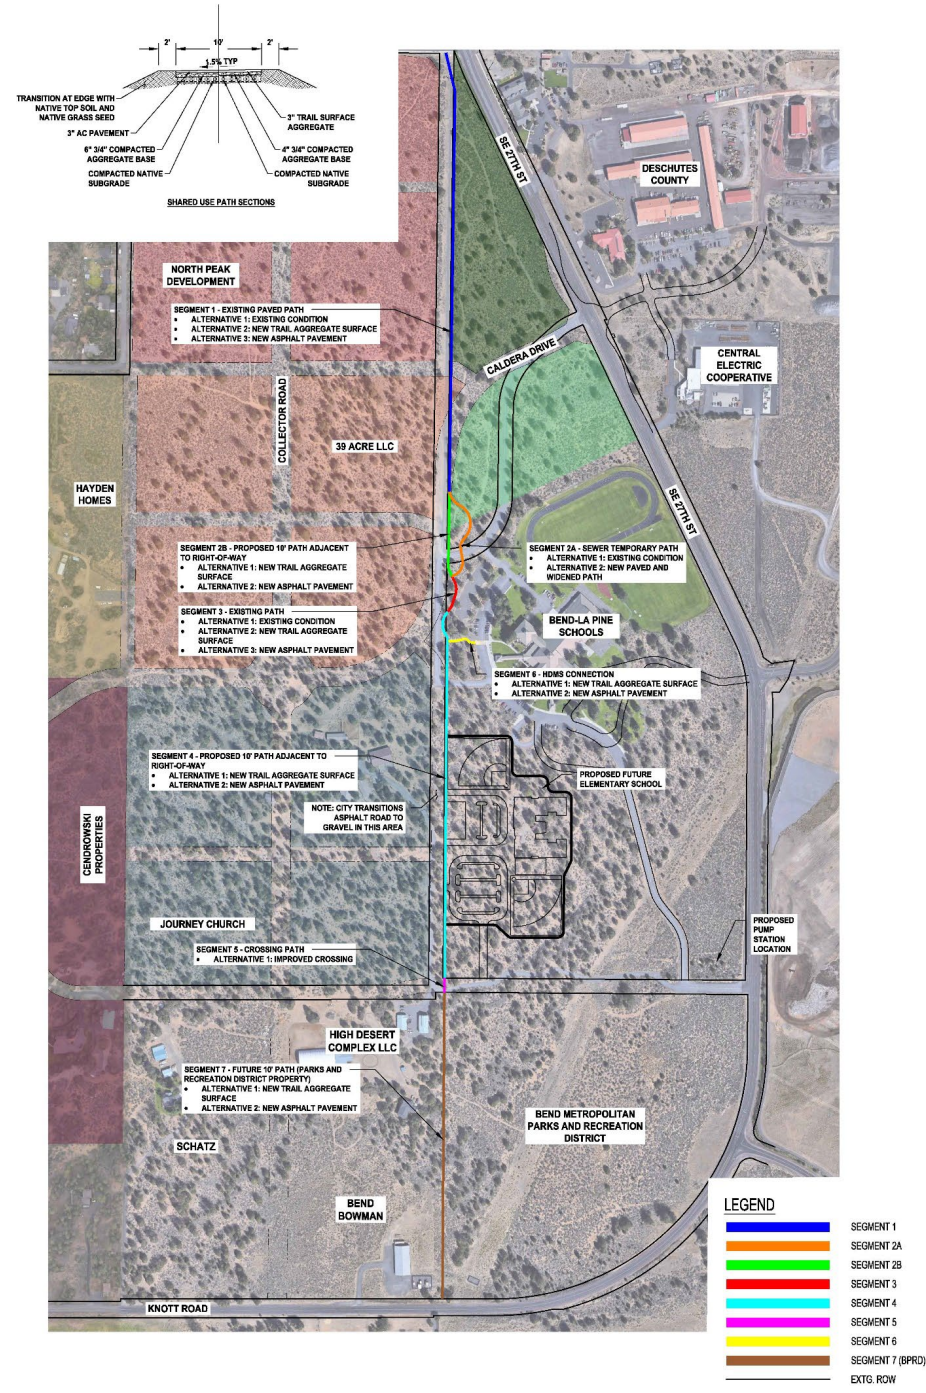 2' 10' 2'
1.5% TYP
TRANSITION AT EDGE WITH
NATIVE TOP SOIL AND
NATIVE GRASS SEED
3" AC PAVEMENT
6" 3/4" COMPACTED
AGGREGATE BASE
COMPACTED NATIVE
SUBGRADE
3" TRAIL SURFACE
AGGREGATE
4" 3/4" COMPACTED
AGGREGATE BASE
COMPACTED NATIVE
SUBGRADE
SHARED USE PATH SECTIONS
SE 27TH ST
DESCHUTES
COUNTY
NORTH PEAK
DEVELOPMENT
SEGMENT 1 - EXISTING PAVED PATH
• ALTERNATIVE 1: EXISTING CONDITION
• ALTERNATIVE 2: NEW TRAIL AGGREGATE SURFACE
• ALTERNATIVE 3: NEW ASPHALT PAVEMENT
CALDERA DRIVE
CENTRAL
ELECTRIC
COOPERATIVE
COLLECTOR ROAD
39 ACRE LLC
HAYDEN
HOMES
SE 27TH ST
SEGMENT 2B - PROPOSED 10' PATH ADJACENT
TO RIGHT-OF-WAY
• ALTERNATIVE 1: NEW TRAIL AGGREGATE
SURFACE
• ALTERNATIVE 2: NEW ASPHALT PAVEMENT
SEGMENT 2A - SEWER TEMPORARY PATH
• ALTERNATIVE 1: EXISTING CONDITION
• ALTERNATIVE 2: NEW PAVED AND
WIDENED PATH
SEGMENT 3 - EXISTING PATH
• ALTERNATIVE 1: EXISTING CONDITION
• ALTERNATIVE 2: NEW TRAIL AGGREGATE
SURFACE
• ALTERNATIVE 3: NEW ASPHALT PAVEMENT
BEND-LA PINE
SCHOOLS
SEGMENT 6 - HDMS CONNECTION
• ALTERNATIVE 1: NEW TRAIL AGGREGATE SURFACE
• ALTERNATIVE 2: NEW ASPHALT PAVEMENT
SEGMENT 4 - PROPOSED 10' PATH ADJACENT TO
RIGHT-OF-WAY
• ALTERNATIVE 1: NEW TRAIL AGGREGATE SURFACE
• ALTERNATIVE 2: NEW ASPHALT PAVEMENT
PROPOSED FUTURE
ELEMENTARY SCHOOL
NOTE: CITY TRANSITIONS
ASPHALT ROAD TO
GRAVEL IN THIS AREA
CENDROWSKI
PROPERTIES
JOURNEY CHURCH
PROPOSED
PUMP
STATION
LOCATION
SEGMENT 5 - CROSSING PATH
• ALTERNATIVE 1: IMPROVED CROSSING
HIGH DESERT
COMPLEX LLC
SEGMENT 7 - FUTURE 10' PATH (PARKS AND
RECREATION DISTRICT PROPERTY)
• ALTERNATIVE 1: NEW TRAIL AGGREGATE
SURFACE
• ALTERNATIVE 2: NEW ASPHALT PAVEMENT
BEND METROPOLITAN
PARKS AND RECREATION
DISTRICT
SCHATZ
BEND
BOWMAN
KNOTT ROAD
LEGEND
SEGMENT 1
SEGMENT 2A
SEGMENT 2B
SEGMENT 3
SEGMENT 4
SEGMENT 5
SEGMENT 6
SEGMENT 7 (BPRD)
EXTG. ROW